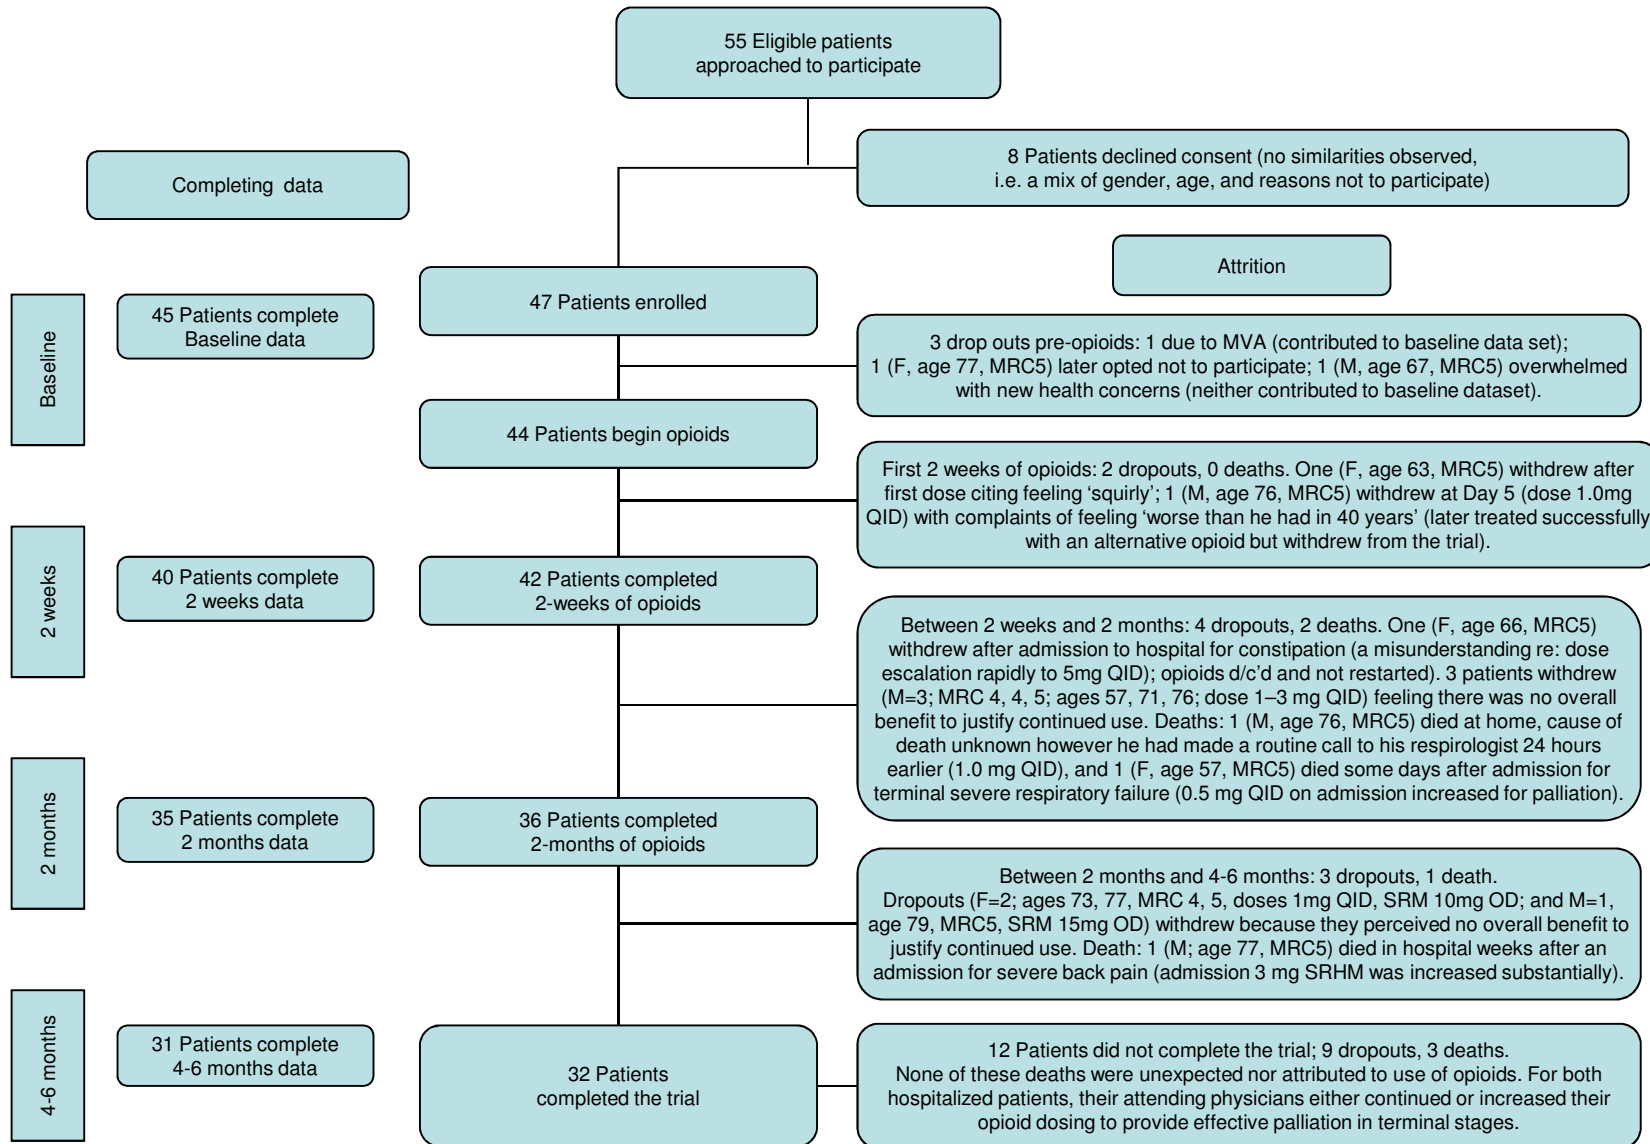 55 Eligible patients
approached to participate
8 Patients declined consent (no similarities observed,
i.e. a mix of gender, age, and reasons not to participate)
Completing data
Attrition
Baseline
45 Patients complete
Baseline data
47 Patients enrolled
3 drop outs pre-opioids: 1 due to MVA (contributed to baseline data set);
1 (F, age 77, MRC5) later opted not to participate; 1 (M, age 67, MRC5) overwhelmed
with new health concerns (neither contributed to baseline dataset).
44 Patients begin opioids
First 2 weeks of opioids: 2 dropouts, 0 deaths. One (F, age 63, MRC5) withdrew after
first dose citing feeling ‘squirly’; 1 (M, age 76, MRC5) withdrew at Day 5 (dose 1.0mg
QID) with complaints of feeling ‘worse than he had in 40 years’ (later treated successfully
with an alternative opioid but withdrew from the trial).
2 weeks
40 Patients complete
2 weeks data
42 Patients completed
2-weeks of opioids
Between 2 weeks and 2 months: 4 dropouts, 2 deaths. One (F, age 66, MRC5)
withdrew after admission to hospital for constipation (a misunderstanding re: dose
escalation rapidly to 5mg QID); opioids d/c’d and not restarted). 3 patients withdrew
(M=3; MRC 4, 4, 5; ages 57, 71, 76; dose 1–3 mg QID) feeling there was no overall
benefit to justify continued use. Deaths: 1 (M, age 76, MRC5) died at home, cause of
death unknown however he had made a routine call to his respirologist 24 hours
earlier (1.0 mg QID), and 1 (F, age 57, MRC5) died some days after admission for
terminal severe respiratory failure (0.5 mg QID on admission increased for palliation).
2 months
35 Patients complete
2 months data
36 Patients completed
2-months of opioids
Between 2 months and 4-6 months: 3 dropouts, 1 death.
Dropouts (F=2; ages 73, 77, MRC 4, 5, doses 1mg QID, SRM 10mg OD; and M=1,
age 79, MRC5, SRM 15mg OD) withdrew because they perceived no overall benefit to
justify continued use. Death: 1 (M; age 77, MRC5) died in hospital weeks after an
admission for severe back pain (admission 3 mg SRHM was increased substantially).
4-6 months
31 Patients complete
4-6 months data
32 Patients
completed the trial
12 Patients did not complete the trial; 9 dropouts, 3 deaths.
None of these deaths were unexpected nor attributed to use of opioids. For both
hospitalized patients, their attending physicians either continued or increased their
opioid dosing to provide effective palliation in terminal stages.